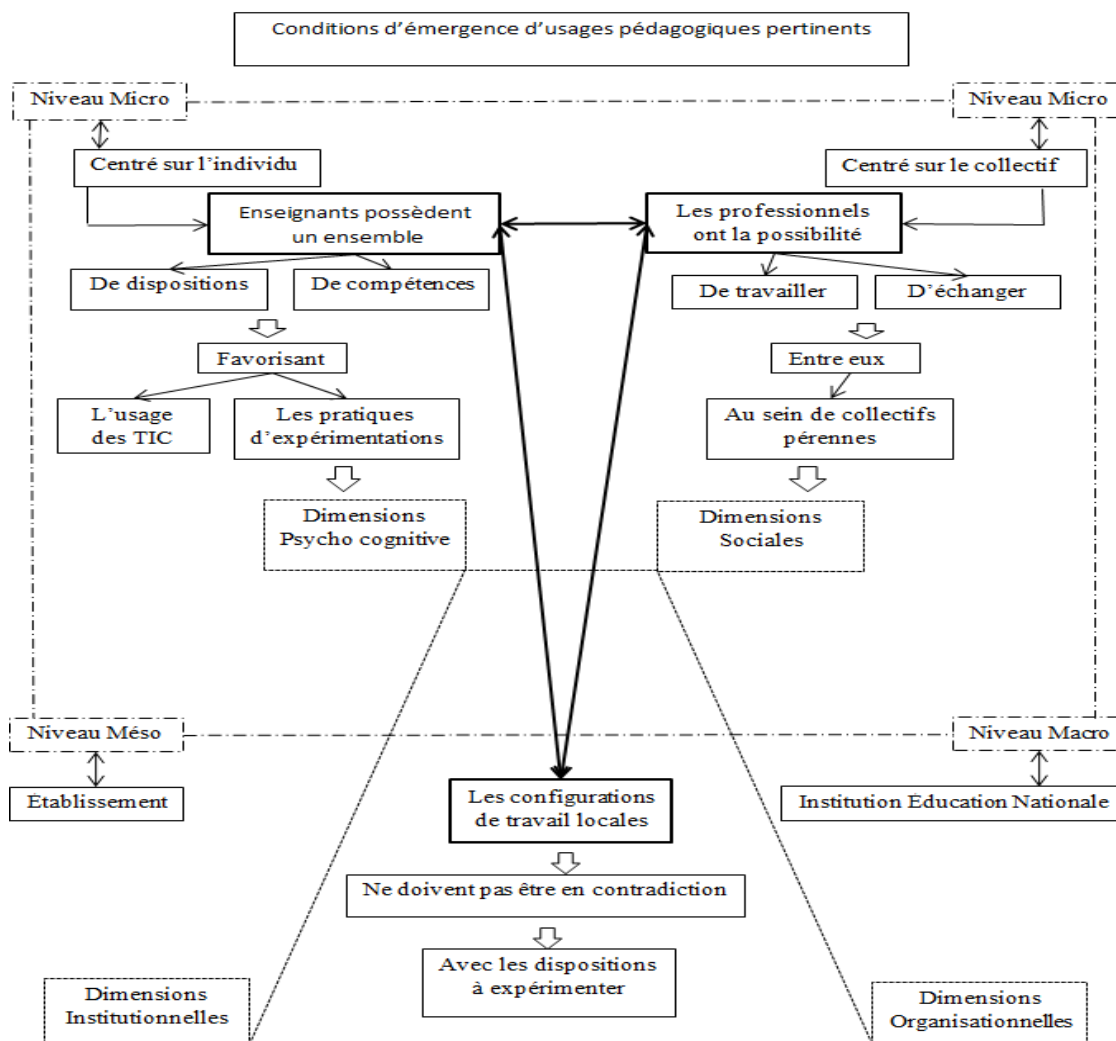 Conditions d'émergence d'usages pédagogiques pertinents
Niveau Micro
Niveau Micro
Centré sur l'individu
Centré sur le collectif
Enseignants possèdent
un ensemble
Les professionnels
ont la possibilité
De dispositions
De compétences
De travailler
D'échanger
Favorisant
Entre eux
L'usage
des TIC
Les pratiques
d'expérimentations
Au sein de collectifs
pérennes
Dimensions
Psycho cognitive
Dimensions
Sociales
Niveau Méso
Niveau Macro
Établissement
Les configurations
de travail locales
Institution Éducation Nationale
Ne doivent pas être en contradiction
Avec les dispositions
à expérimenter
Dimensions
Institutionnelles
Dimensions
Organisationnelles